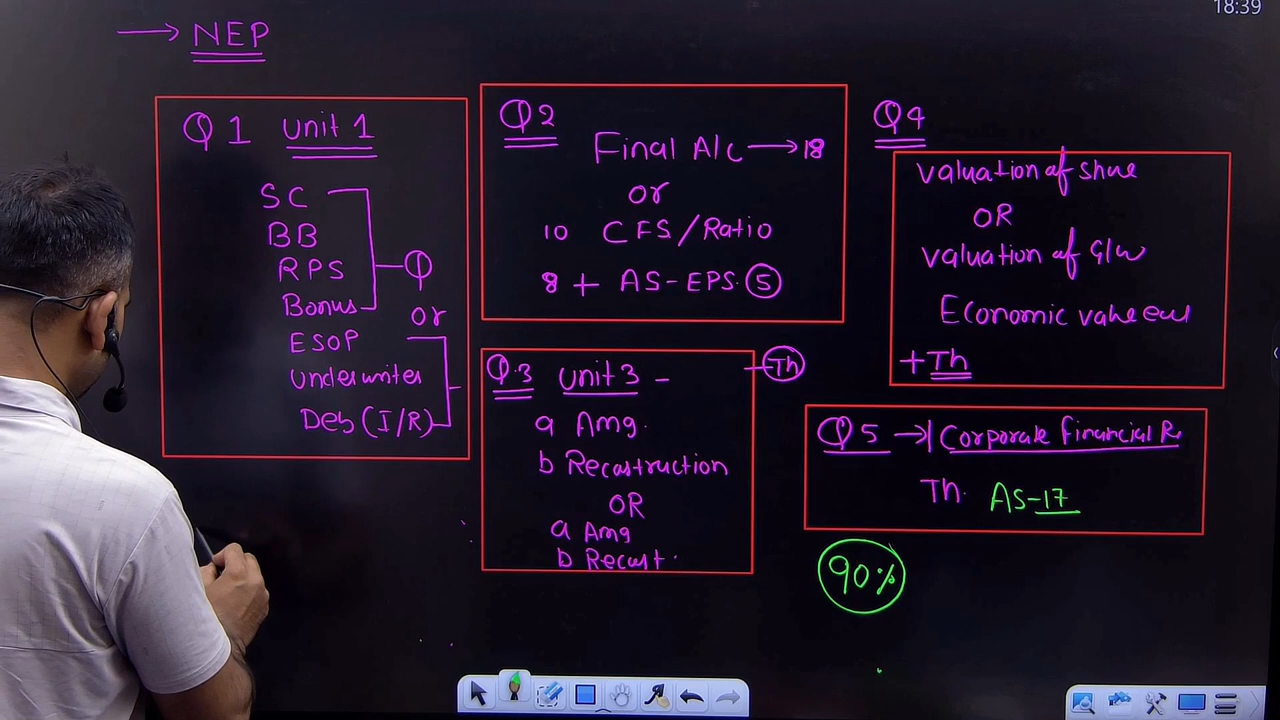 18:39
→ NEP
Q 1 Unit 1
SC
BB
RPS
Bonus
Q
or
ESOP
Underwriter
Deb (I/R)
Q2
Final A/c → 18
or
10 CFS/Ratio
8 + AS-EPS. 5
Q.3 Unit 3 -
Th
a Amg.
b Recostruction
OR
a Amg
b Recost.
Q4
Valuation of Share
OR
Valuation of G/w
Economic value
+ Th
Q5 → Corporate Financial Re
Th. AS-17
90%